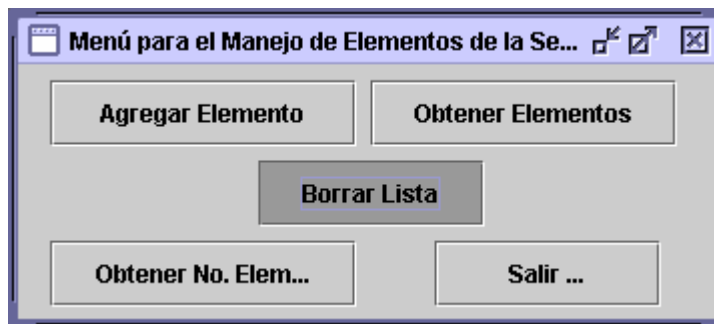 Menú para el Manejo de Elementos de la Se...
Agregar Elemento
Obtener Elementos
Borrar Lista
Obtener No. Elem...
Salir ...